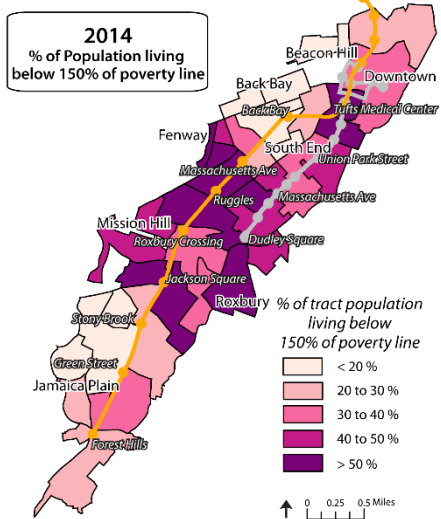 2014
% of Population living
below 150% of poverty line
Beacon Hill
Downtown
Back Bay
Back Bay
Tufts Medical Center
Fenway
South End
Union Park Street
Massachusetts Ave
Massachusetts Ave
Ruggles
Mission Hill
Roxbury Crossing
Dudley Square
Jackson Square
Roxbury
Stony Brook
Green Street
Jamaica Plain
Forest Hills
% of tract population
living below
150% of poverty line
< 20 %
20 to 30 %
30 to 40 %
40 to 50 %
> 50 %
0 0.25 0.5 Miles